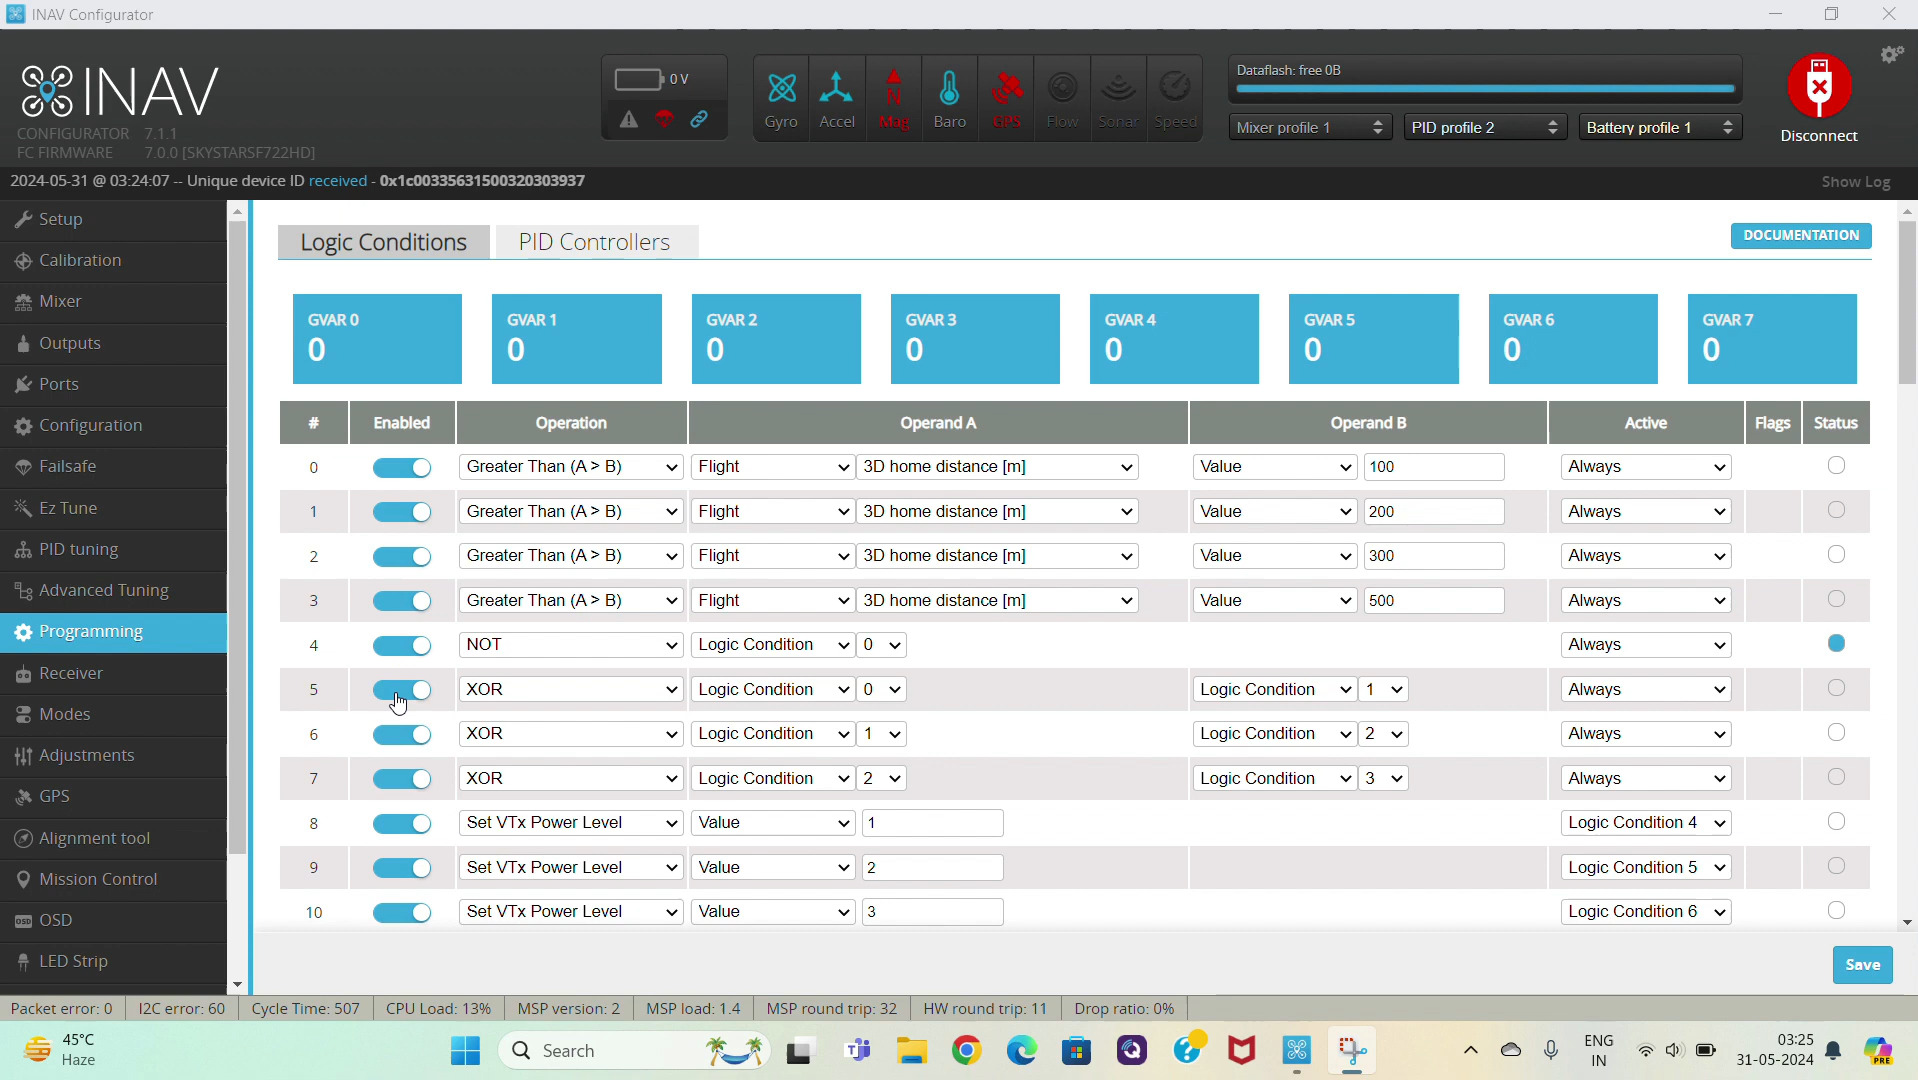 INAV Configurator
INAV
CONFIGURATOR 7.1.1
FC FIRMWARE 7.0.0 [SKYSTARSF722HD]
0 V
Gyro
Accel
Mag
Baro
GPS
Flow
Sonar
Speed
Dataflash: free 0B
Mixer profile 1
PID profile 2
Battery profile 1
Disconnect
2024-05-31 @ 03:24:07 -- Unique device ID received - 0x1c00335631500320303937
Show Log
Setup
Calibration
Mixer
Outputs
Ports
Configuration
Failsafe
Ez Tune
PID tuning
Advanced Tuning
Programming
Receiver
Modes
Adjustments
GPS
Alignment tool
Mission Control
OSD
LED Strip
Logic Conditions
PID Controllers
DOCUMENTATION
GVAR 0
0
GVAR 1
0
GVAR 2
0
GVAR 3
0
GVAR 4
0
GVAR 5
0
GVAR 6
0
GVAR 7
0
# Enabled Operation Operand A Operand B Active Flags Status
0 Greater Than (A > B) Flight 3D home distance [m] Value 100 Always
1 Greater Than (A > B) Flight 3D home distance [m] Value 200 Always
2 Greater Than (A > B) Flight 3D home distance [m] Value 300 Always
3 Greater Than (A > B) Flight 3D home distance [m] Value 500 Always
4 NOT Logic Condition 0 Always
5 XOR Logic Condition 0 Logic Condition 1 Always
6 XOR Logic Condition 1 Logic Condition 2 Always
7 XOR Logic Condition 2 Logic Condition 3 Always
8 Set VTx Power Level Value 1 Logic Condition 4
9 Set VTx Power Level Value 2 Logic Condition 5
10 Set VTx Power Level Value 3 Logic Condition 6
Save
Packet error: 0 I2C error: 60 Cycle Time: 507 CPU Load: 13% MSP version: 2 MSP load: 1.4 MSP round trip: 32 HW round trip: 11 Drop ratio: 0%
45°C
Haze
Search
ENG
IN
03:25
31-05-2024
PRE